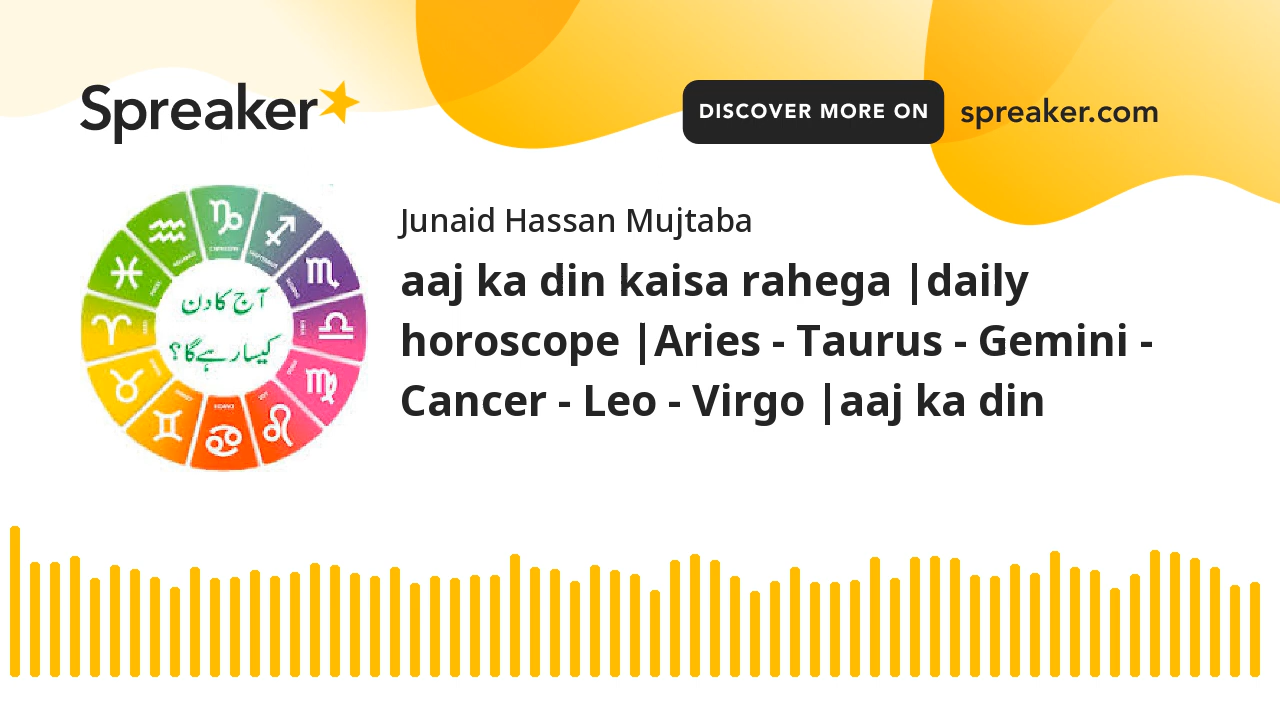 Spreaker
DISCOVER MORE ON spreaker.com
Junaid Hassan Mujtaba
aaj ka din kaisa rahega |daily
horoscope |Aries - Taurus - Gemini -
Cancer - Leo - Virgo |aaj ka din
آج کا دن
کیسا رہے گا؟